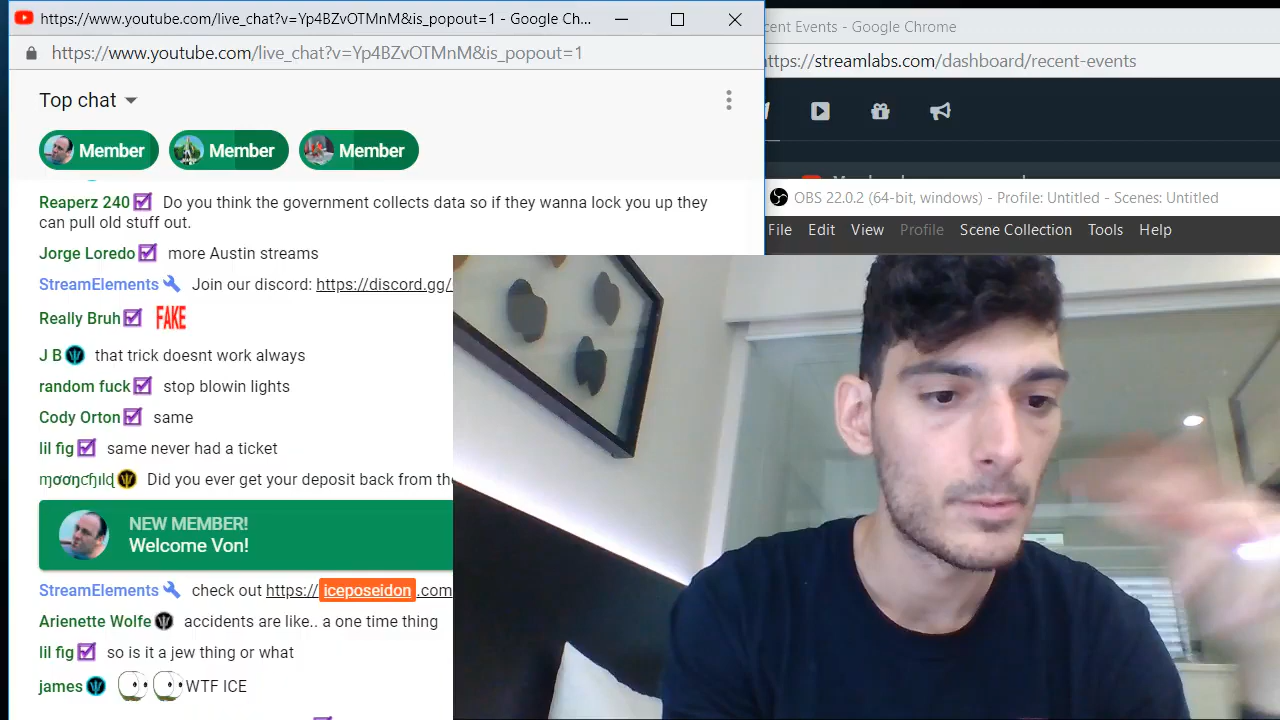 https://www.youtube.com/live_chat?v=Yp4BZvOTMnM&is_popout=1 - Google Ch...
https://www.youtube.com/live_chat?v=Yp4BZvOTMnM&is_popout=1
Top chat
Member Member Member
Reaperz 240 Do you think the government collects data so if they wanna lock you up they
can pull old stuff out.
Jorge Loredo more Austin streams
StreamElements Join our discord: https://discord.gg/
Really Bruh FAKE
J B that trick doesnt work always
random fuck stop blowin lights
Cody Orton same
lil fig same never had a ticket
Did you ever get your deposit back from
NEW MEMBER!
Welcome Von!
StreamElements check out https://iceposeidon.com
Arienette Wolfe accidents are like.. a one time thing
lil fig so is it a jew thing or what
james WTF ICE
cent Events - Google Chrome
ttps://streamlabs.com/dashboard/recent-events
OBS 22.0.2 (64-bit, windows) - Profile: Untitled - Scenes: Untitled
File Edit View Profile Scene Collection Tools Help